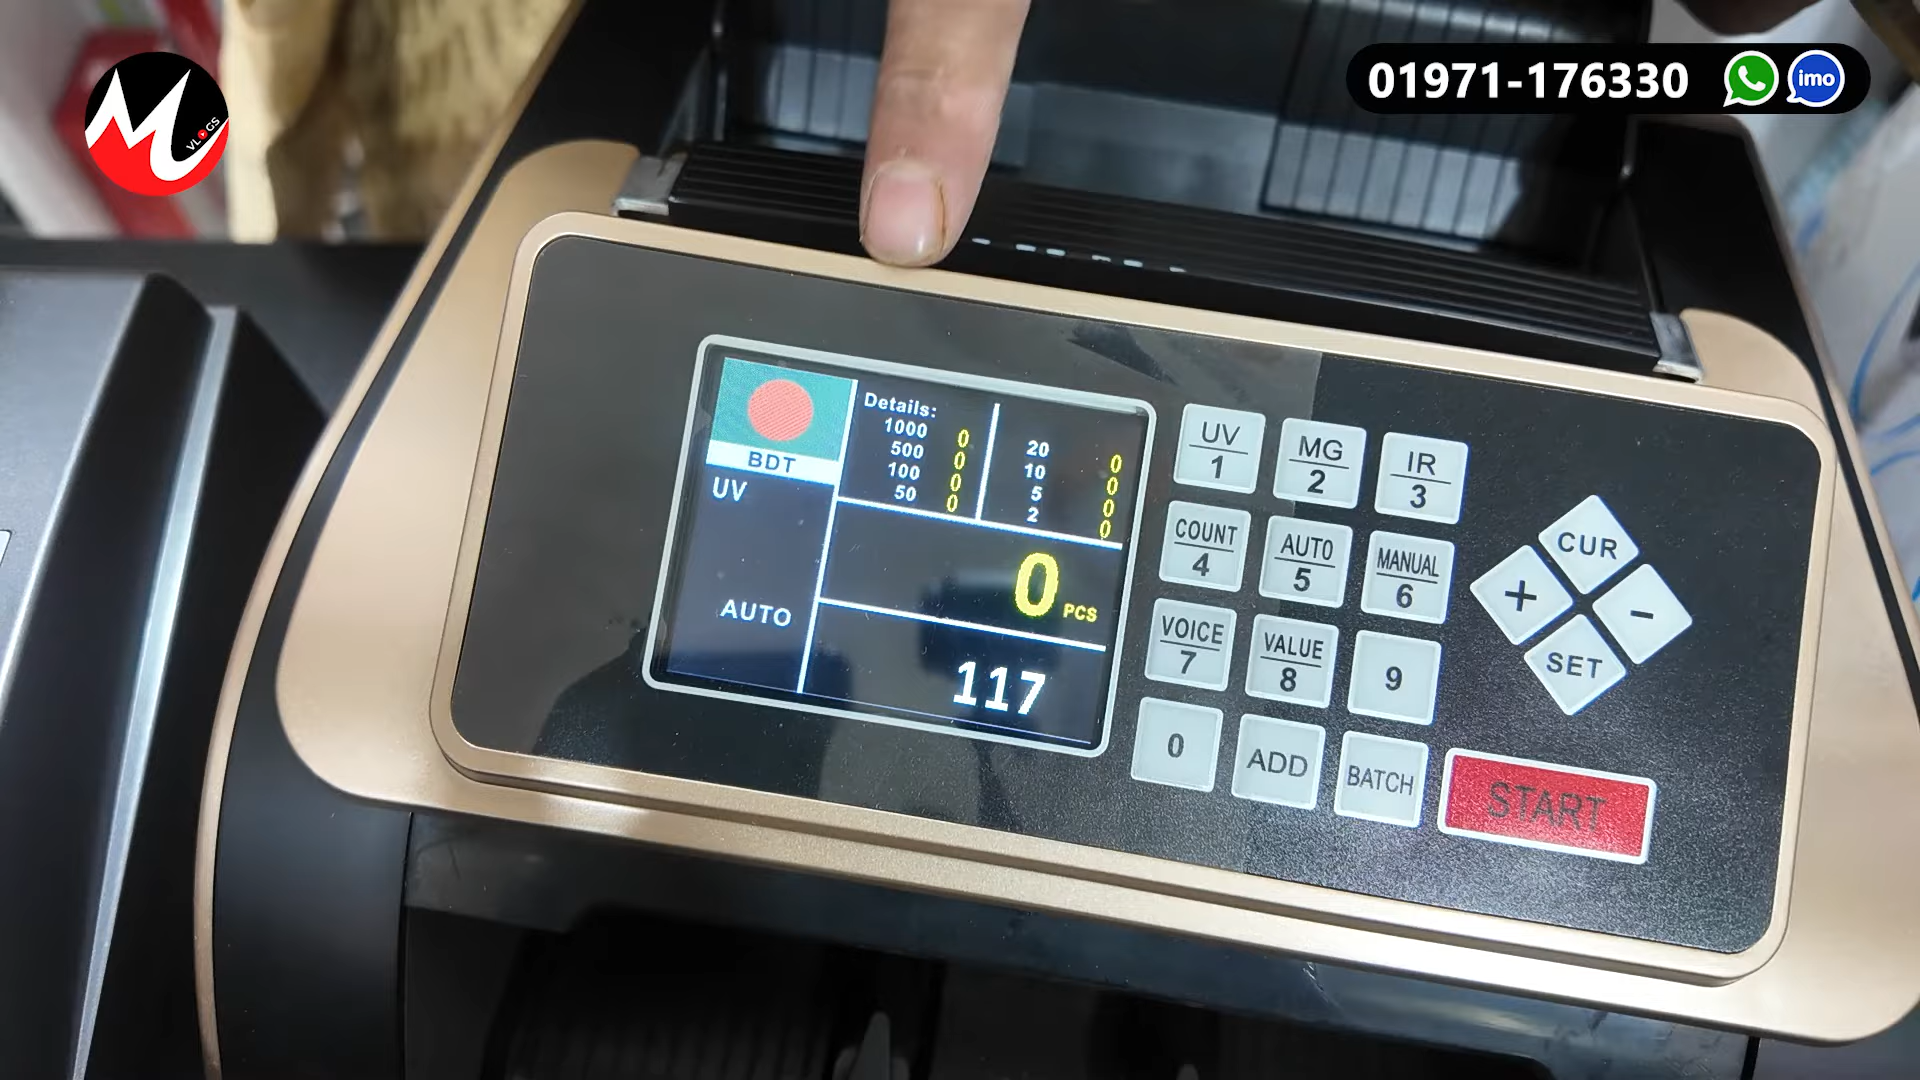 VLOGS
01971-176330
imo
BDT
UV
AUTO
Details:
1000 0
500 0
100 0
50 0
20 0
10 0
5 0
2 0
0 PCS
117
UV 1
MG 2
IR 3
COUNT 4
AUTO 5
MANUAL 6
VOICE 7
VALUE 8
9
0
ADD
BATCH
CUR
+
-
SET
START